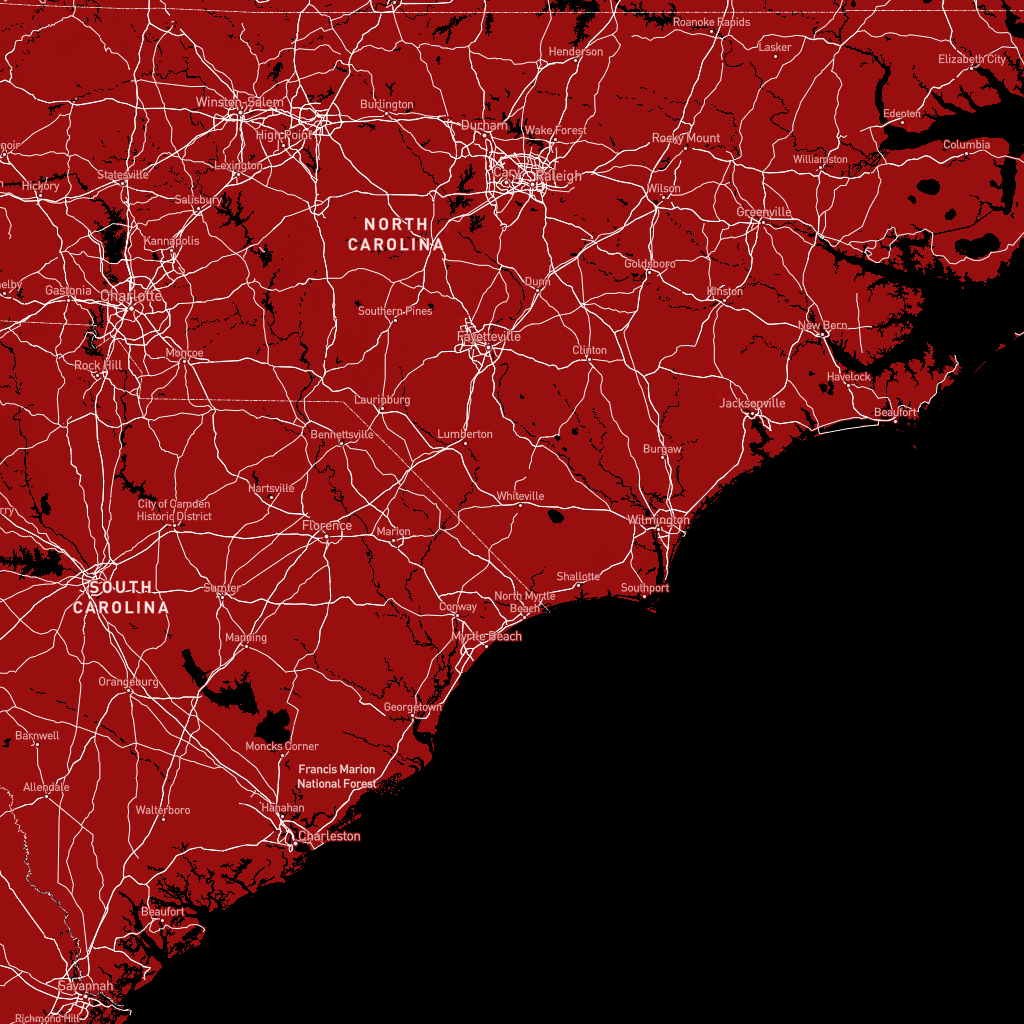 Roanoke Rapids
Henderson
Lasker
Elizabeth City
Winston-Salem
Burlington
Edenton
High Point
Durham
Wake Forest
Rocky Mount
Columbia
Williamston
Lexington
Statesville
Cary
Raleigh
Hickory
Wilson
Salisbury
Greenville
NORTH
CAROLINA
Kannapolis
Goldsboro
Dunn
Gastonia
Charlotte
Kinston
Southern Pines
New Bern
Fayetteville
Clinton
Monroe
Rock Hill
Havelock
Laurinburg
Jacksonville
Beaufort
Bennettsville
Lumberton
Burgaw
Hartsville
Whiteville
City of Camden
Historic District
Wilmington
Florence
Marion
Shallotte
SOUTH
CAROLINA
Sumter
Southport
North Myrtle
Beach
Conway
Manning
Myrtle Beach
Orangeburg
Georgetown
Barnwell
Moncks Corner
Francis Marion
National Forest
Allendale
Walterboro
Hanahan
Charleston
Beaufort
Savannah
Richmond Hill